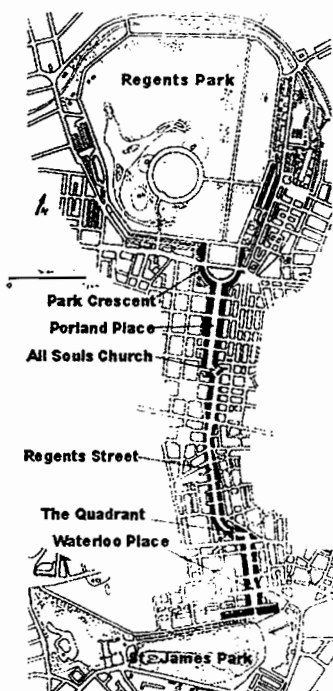 Regents Park
Park Crescent
Porland Place
All Souls Church
Regents Street
The Quadrant
Waterloo Place
St. James Park